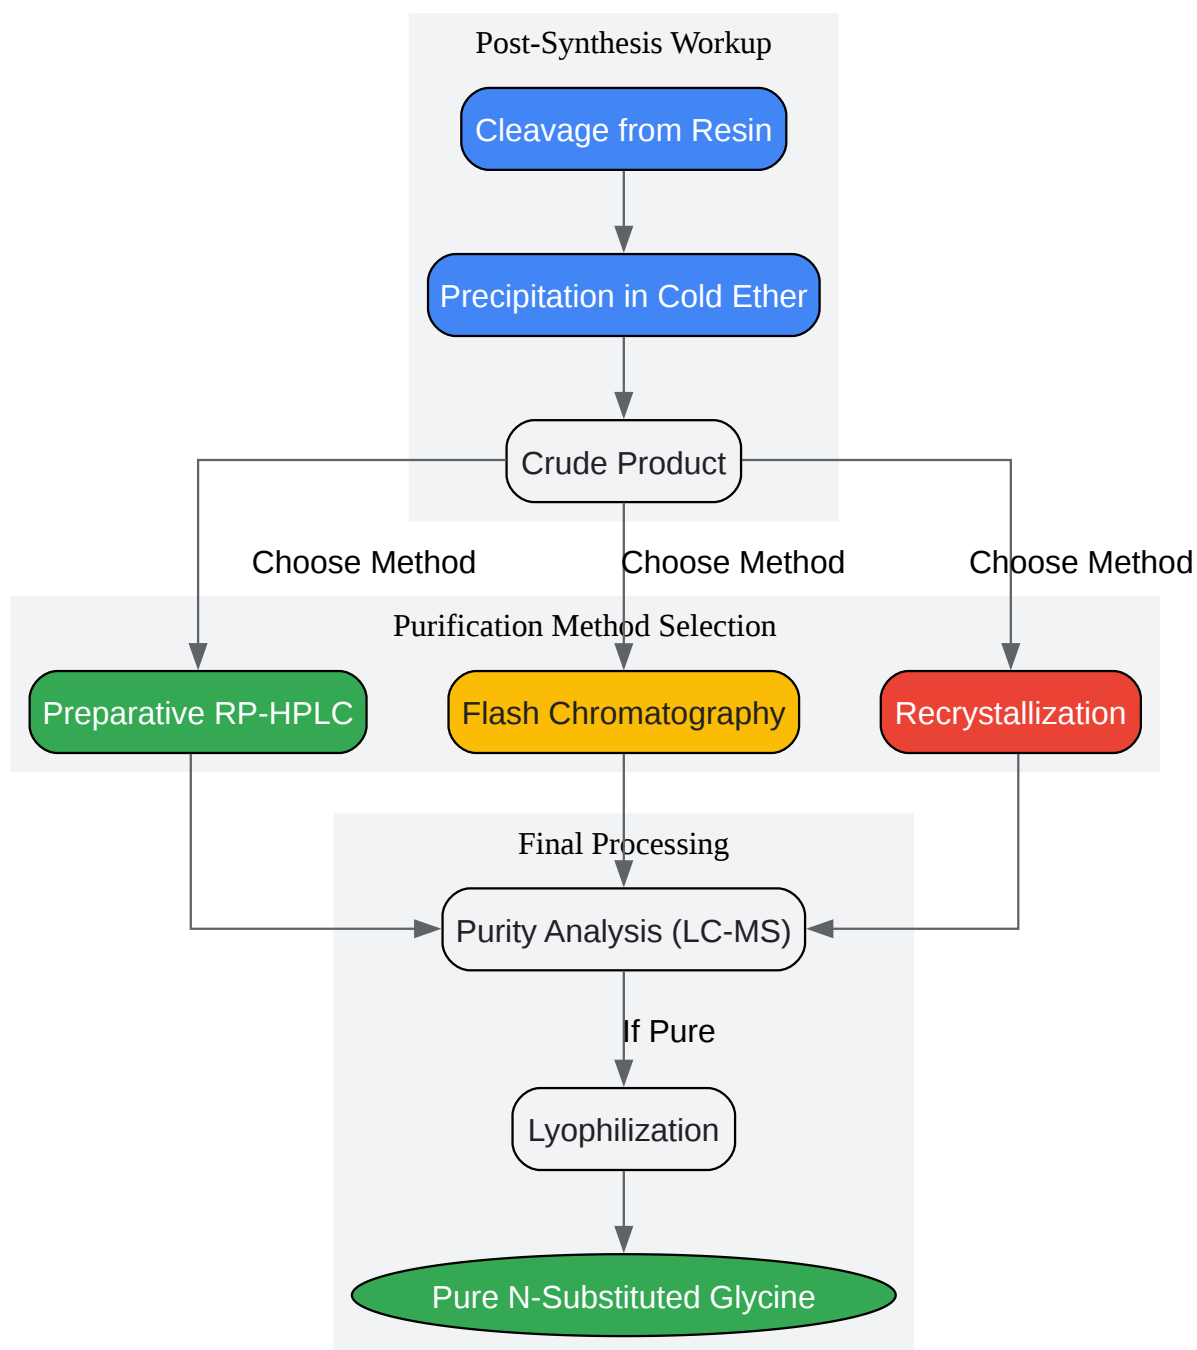 Post-Synthesis Workup
Cleavage from Resin
Precipitation in Cold Ether
Crude Product
Choose Method
Choose Method
Choose Method
Purification Method Selection
Preparative RP-HPLC
Flash Chromatography
Recrystallization
Final Processing
Purity Analysis (LC-MS)
If Pure
Lyophilization
Pure N-Substituted Glycine